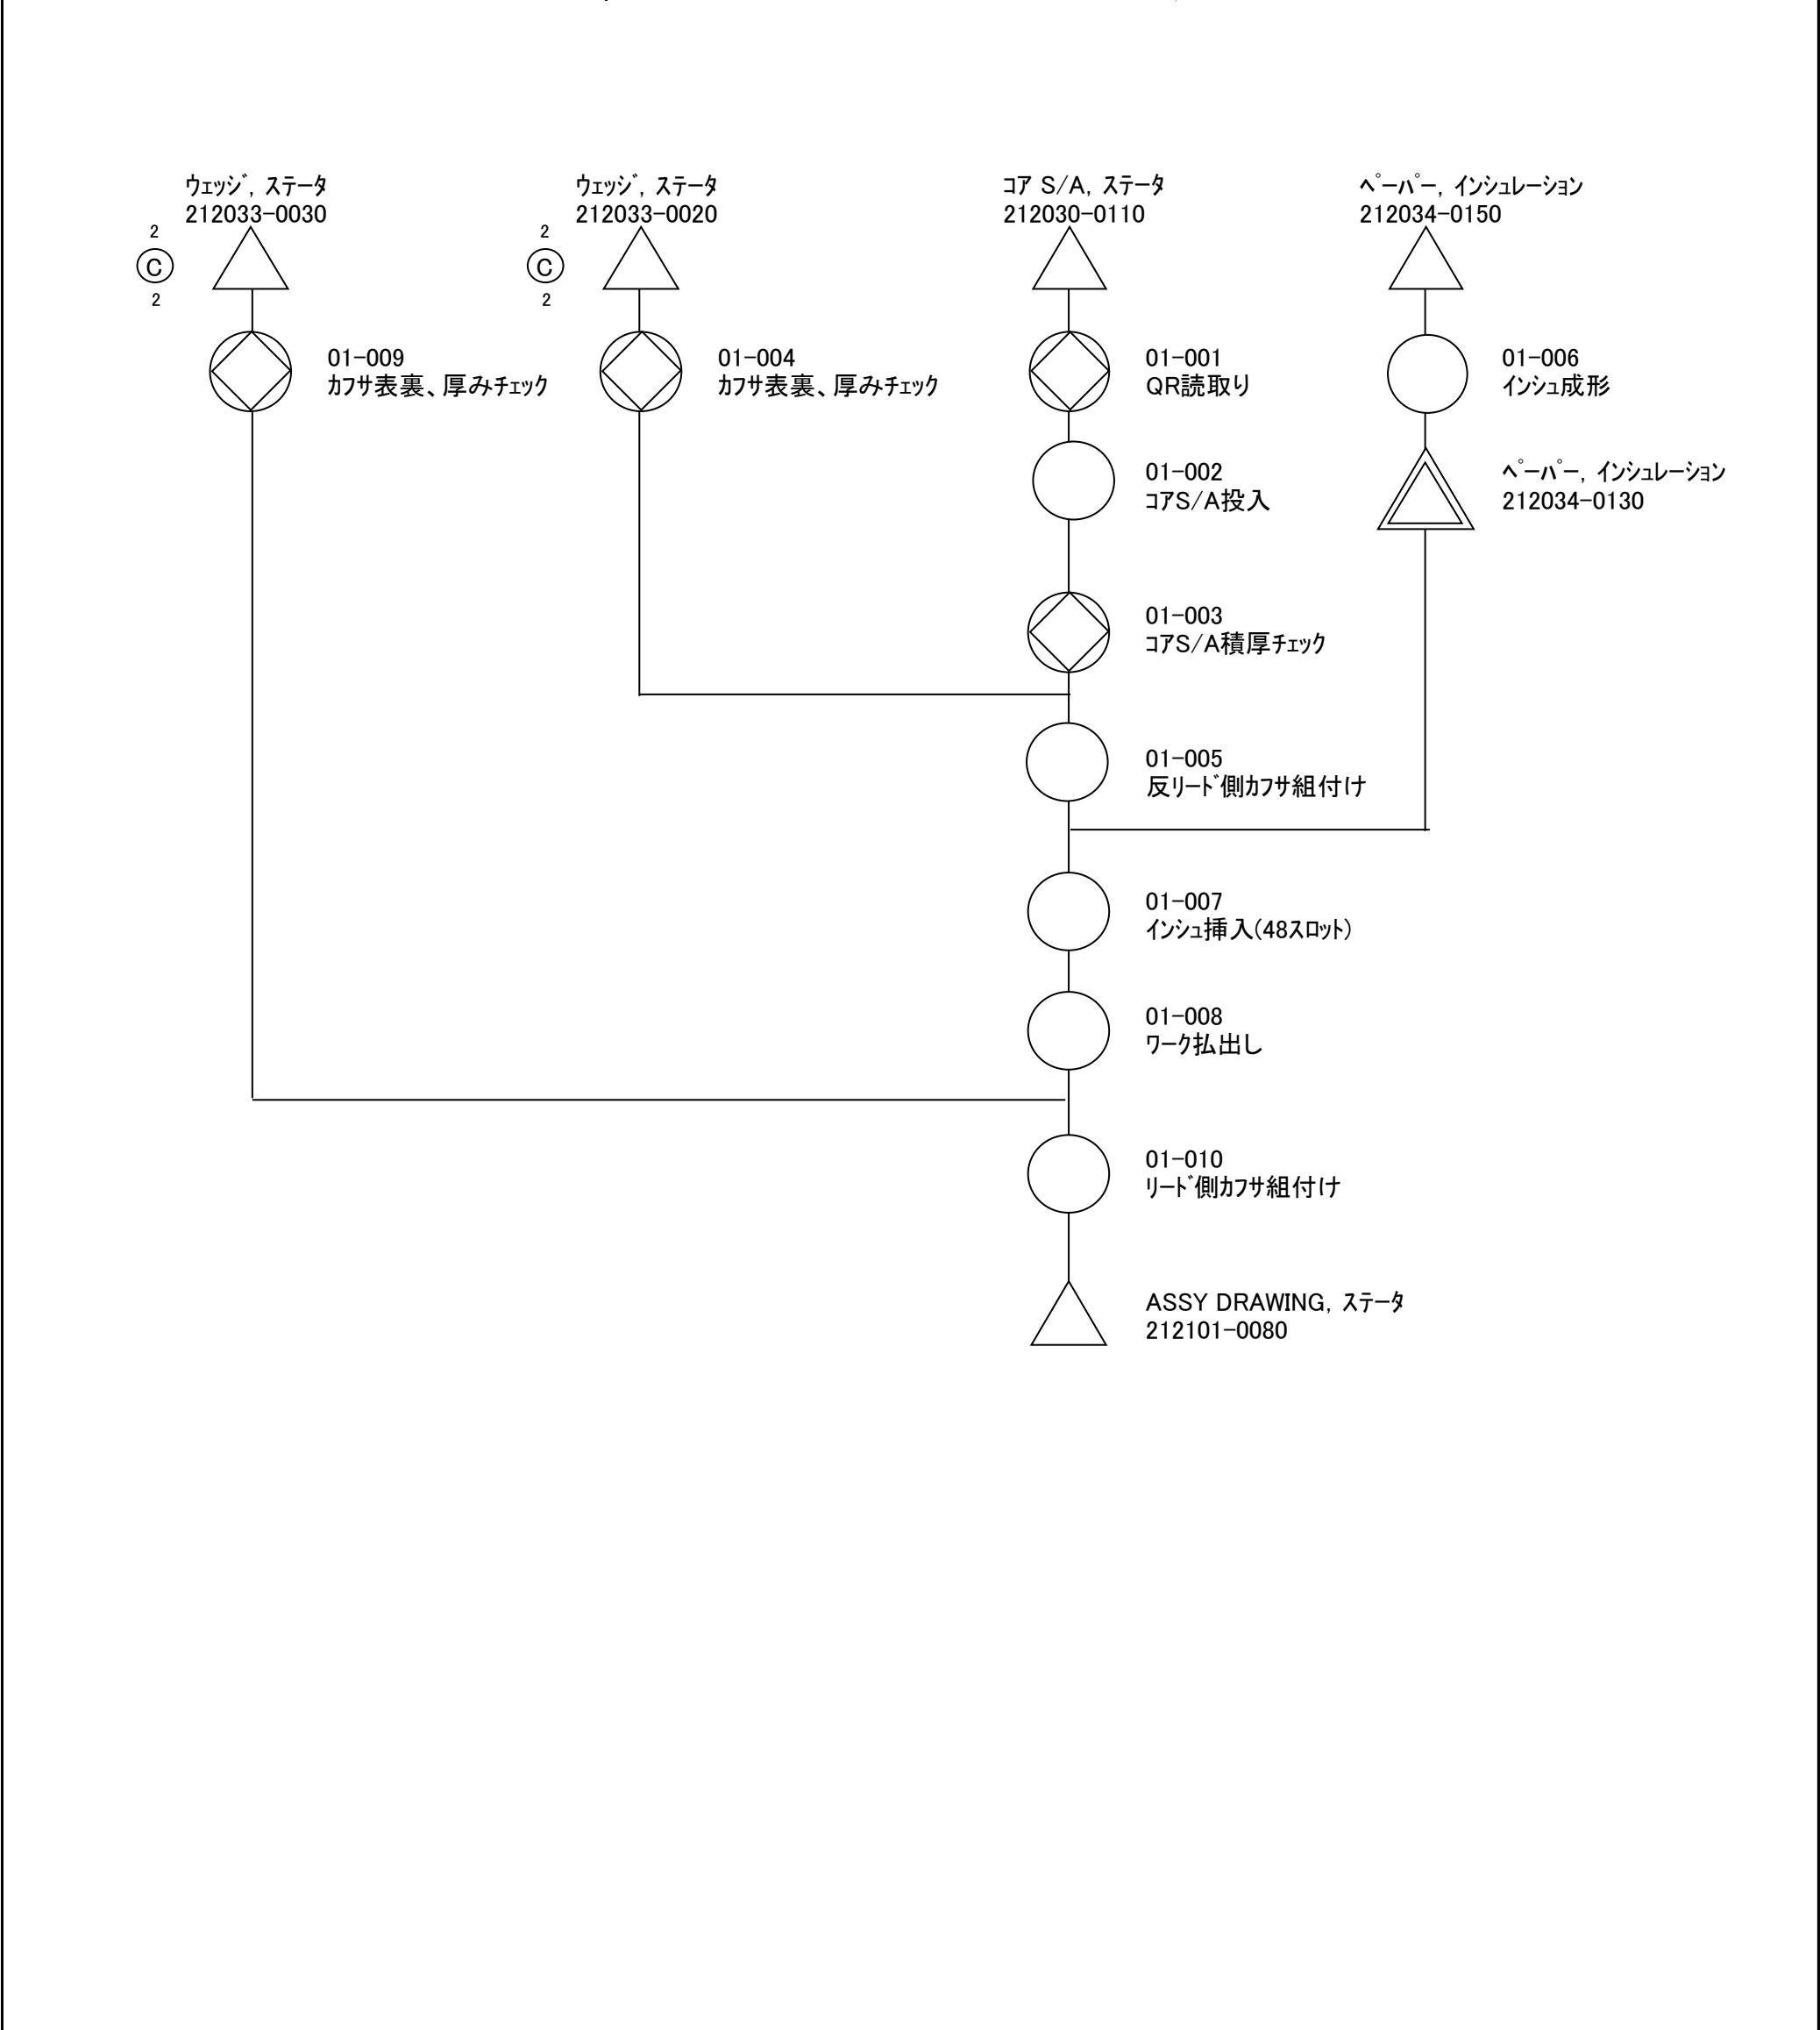 ｳｪｯｼﾞ, ｽﾃｰﾀ
212033-0030
2
C
2
01-009
ｶﾌｻ表裏、厚みﾁｪｯｸ
ｳｪｯｼﾞ, ｽﾃｰﾀ
212033-0020
2
C
2
01-004
ｶﾌｻ表裏、厚みﾁｪｯｸ
ｺｱ S/A, ｽﾃｰﾀ
212030-0110
01-001
QR読取り
01-002
ｺｱS/A投入
01-003
ｺｱS/A積厚ﾁｪｯｸ
ﾍﾟｰﾊﾟｰ, ｲﾝｼｭﾚｰｼｮﾝ
212034-0150
01-006
ｲﾝｼｭ成形
ﾍﾟｰﾊﾟｰ, ｲﾝｼｭﾚｰｼｮﾝ
212034-0130
01-005
反ﾘｰﾄﾞ側ｶﾌｻ組付け
01-007
ｲﾝｼｭ挿入(48ｽﾛｯﾄ)
01-008
ﾜｰｸ払出し
01-010
ﾘｰﾄﾞ側ｶﾌｻ組付け
ASSY DRAWING, ｽﾃｰﾀ
212101-0080